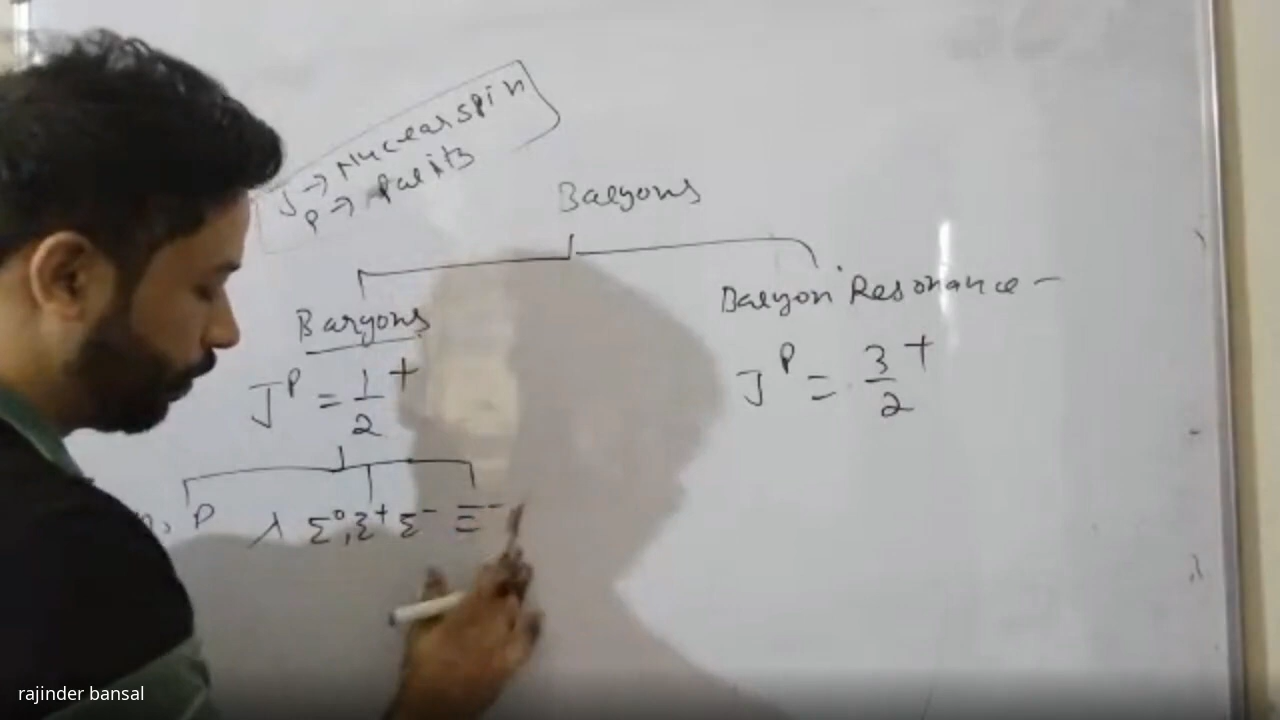 J → Nuclear spin
P → Parity
Baryons
Baryons
Baryon Resonance -
J^P = 1/2 +
J^P = 3/2 +
n, P λ Σ⁰, Σ⁺ Σ⁻ Ξ⁻
rajinder bansal